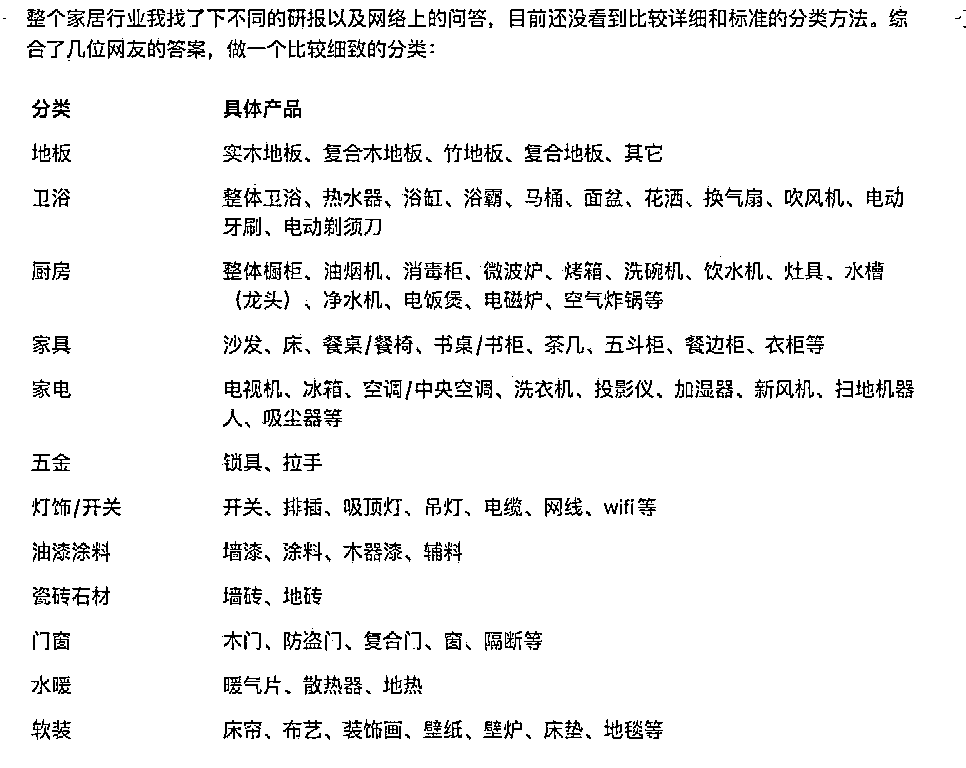 整个家居行业我找了下不同的研报以及网络上的问答，目前还没看到比较详细和标准的分类方法。综
合了几位网友的答案，做一个比较细致的分类：
分类 具体产品
地板 实木地板、复合木地板、竹地板、复合地板、其它
卫浴 整体卫浴、热水器、浴缸、浴霸、马桶、面盆、花洒、换气扇、吹风机、电动
牙刷、电动剃须刀
厨房 整体橱柜、油烟机、消毒柜、微波炉、烤箱、洗碗机、饮水机、灶具、水槽
（龙头）、净水机、电饭煲、电磁炉、空气炸锅等
家具 沙发、床、餐桌/餐椅、书桌/书柜、茶几、五斗柜、餐边柜、衣柜等
家电 电视机、冰箱、空调/中央空调、洗衣机、投影仪、加湿器、新风机、扫地机器
人、吸尘器等
五金 锁具、拉手
灯饰/开关 开关、排插、吸顶灯、吊灯、电缆、网线、wifi等
油漆涂料 墙漆、涂料、木器漆、辅料
瓷砖石材 墙砖、地砖
门窗 木门、防盗门、复合门、窗、隔断等
水暖 暖气片、散热器、地热
软装 床帘、布艺、装饰画、壁纸、壁炉、床垫、地毯等